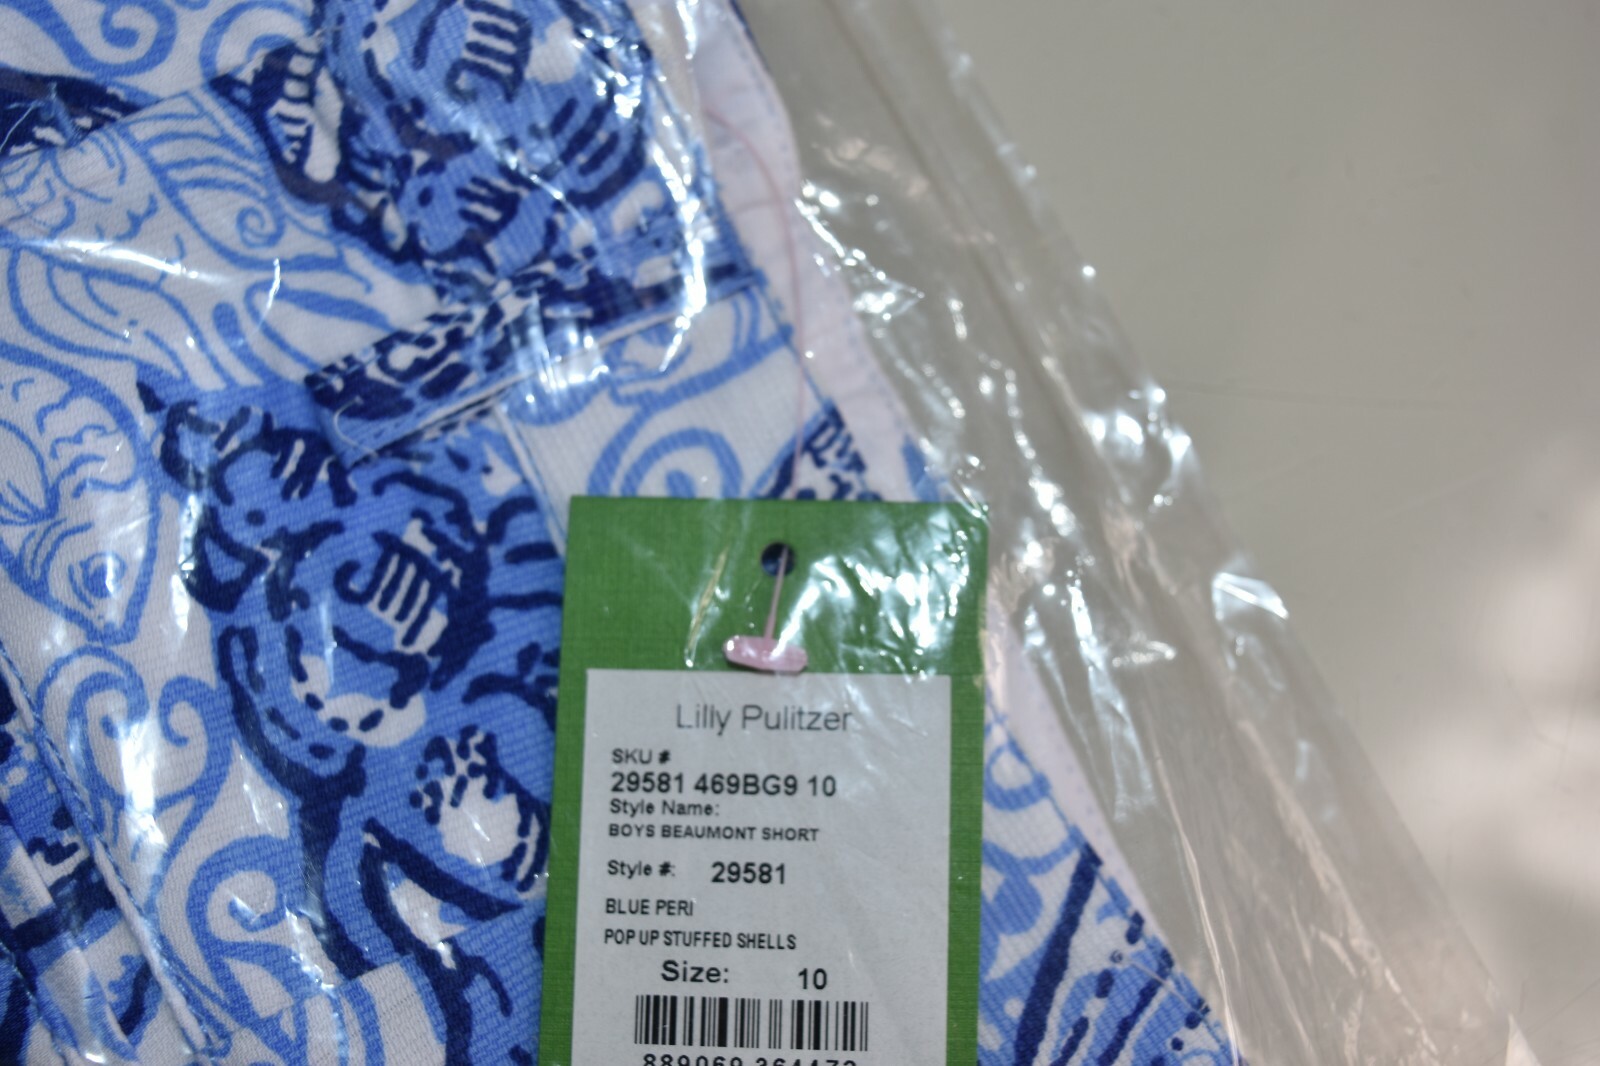 Lilly Pulitzer
SKU #
29581 469BG9 10
Style Name:
BOYS BEAUMONT SHORT
Style #: 29581
BLUE PERI
POP UP STUFFED SHELLS
Size: 10